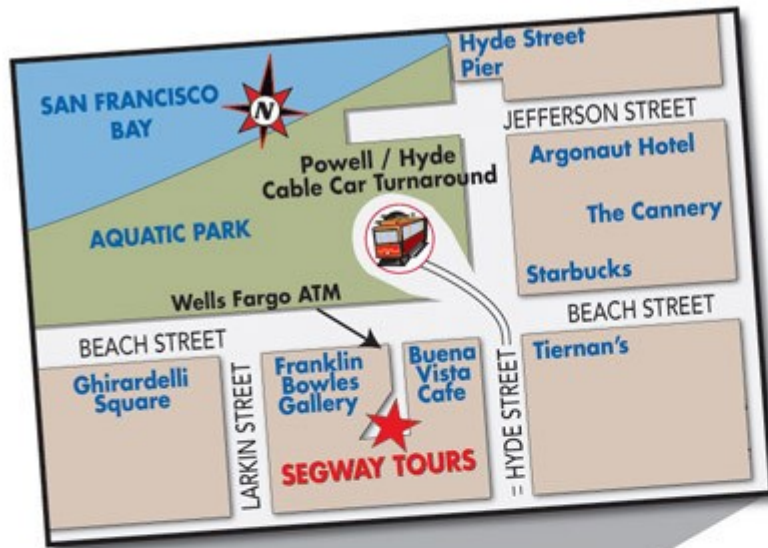 Hyde Street
Pier
SAN FRANCISCO
BAY
N
JEFFERSON STREET
Powell / Hyde
Cable Car Turnaround
Argonaut Hotel
The Cannery
AQUATIC PARK
Starbucks
Wells Fargo ATM
BEACH STREET
BEACH STREET
Ghirardelli
Square
LARKIN STREET
Franklin
Bowles
Gallery
Buena
Vista
Cafe
= HYDE STREET
Tiernan's
SEGWAY TOURS